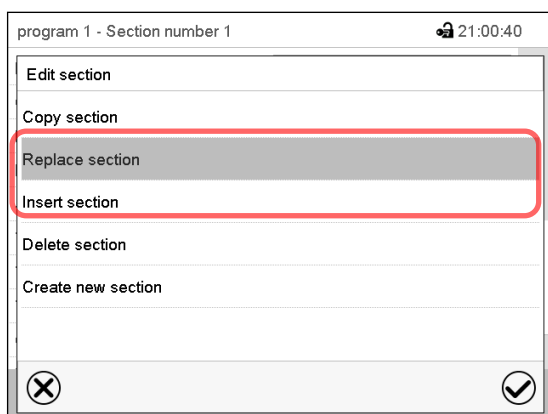 program 1 - Section number 1 21:00:40
Edit section
Copy section
Replace section
Insert section
Delete section
Create new section